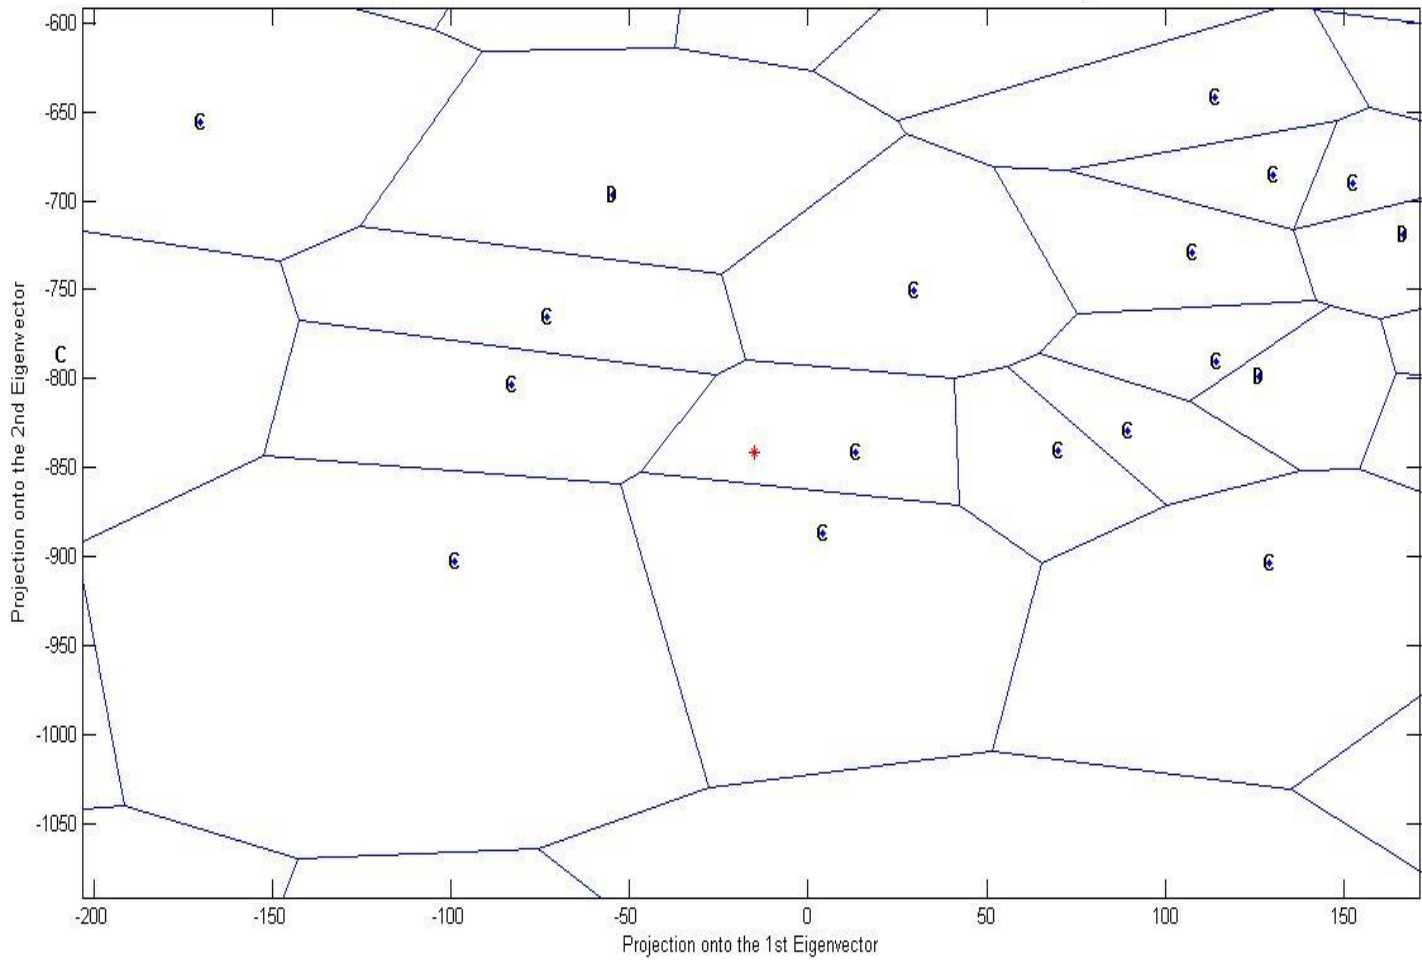 -600
-650
C
C
C
C
-700
D
D
C
-750
C
C
C
C
-800
C
D
C
-850
C
C
C
-900
C
C
-950
-1000
-1050
-200
-150
-100
-50
0
50
100
150
Projection onto the 1st Eigenvector
Projection onto the 2nd Eigenvector